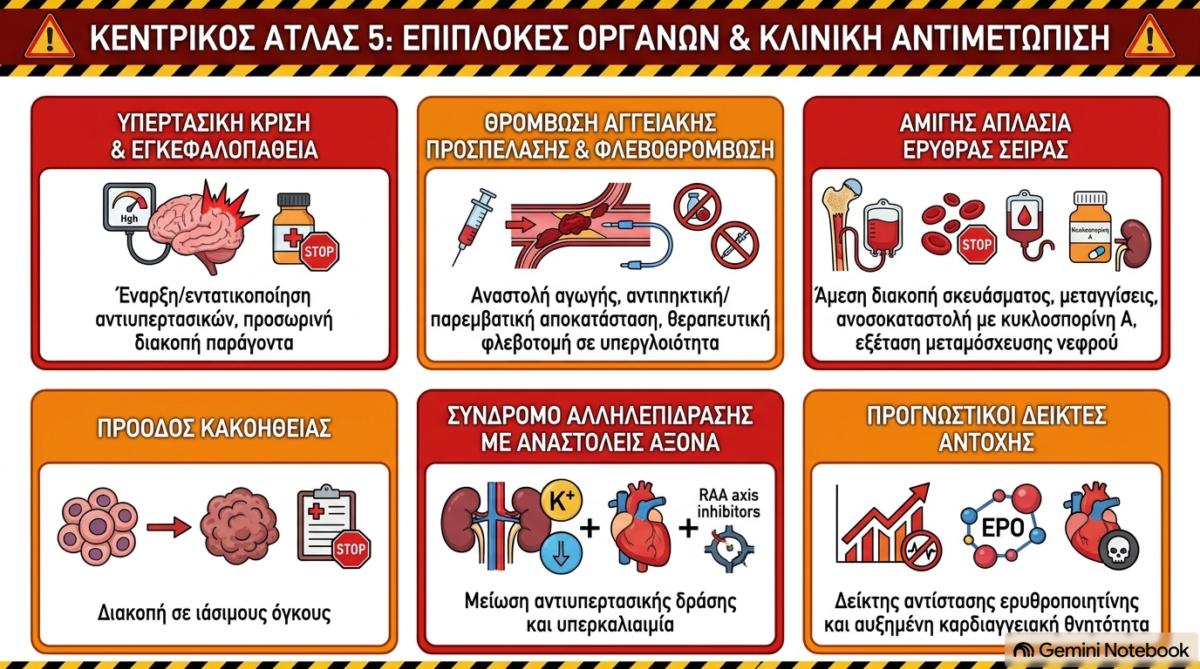 ΚΕΝΤΡΙΚΟΣ ΑΤΛΑΣ 5: ΕΠΙΠΛΟΚΕΣ ΟΡΓΑΝΩΝ & ΚΛΙΝΙΚΗ ΑΝΤΙΜΕΤΩΠΙΣΗ
ΥΠΕΡΤΑΣΙΚΗ ΚΡΙΣΗ
& ΕΓΚΕΦΑΛΟΠΑΘΕΙΑ
Hgh
STOP
Έναρξη/εντατικοποίηση
αντιυπερτασικών, προσωρινή
διακοπή παράγοντα
ΘΡΟΜΒΩΣΗ ΑΓΓΕΙΑΚΗΣ
ΠΡΟΣΠΕΛΑΣΗΣ & ΦΛΕΒΟΘΡΟΜΒΩΣΗ
Αναστολή αγωγής, αντιπηκτική/
παρεμβατική αποκατάσταση, θεραπευτική
φλεβοτομή σε υπεργλοιότητα
ΑΜΙΓΗΣ ΑΠΛΑΣΙΑ
ΕΡΥΘΡΑΣ ΣΕΙΡΑΣ
STOP
Άμεση διακοπή σκευάσματος, μεταγγίσεις,
ανοσοκαταστολή με κυκλοσπορίνη Α,
εξέταση μεταμόσχευσης νεφρού
ΠΡΟΟΔΟΣ ΚΑΚΟΗΘΕΙΑΣ
STOP
Διακοπή σε ιάσιμους όγκους
ΣΥΝΔΡΟΜΟ ΑΛΛΗΛΕΠΙΔΡΑΣΗΣ
ΜΕ ΑΝΑΣΤΟΛΕΙΣ ΑΞΟΝΑ
K+
+
+
RAA axis
inhibitors
Μείωση αντιυπερτασικής δράσης
και υπερκαλιαιμία
ΠΡΟΓΝΩΣΤΙΚΟΙ ΔΕΙΚΤΕΣ
ΑΝΤΟΧΗΣ
EPO
Δείκτης αντίστασης ερυθροποιητίνης
και αυξημένη καρδιαγγειακή θνητότητα
Gemini Notebook